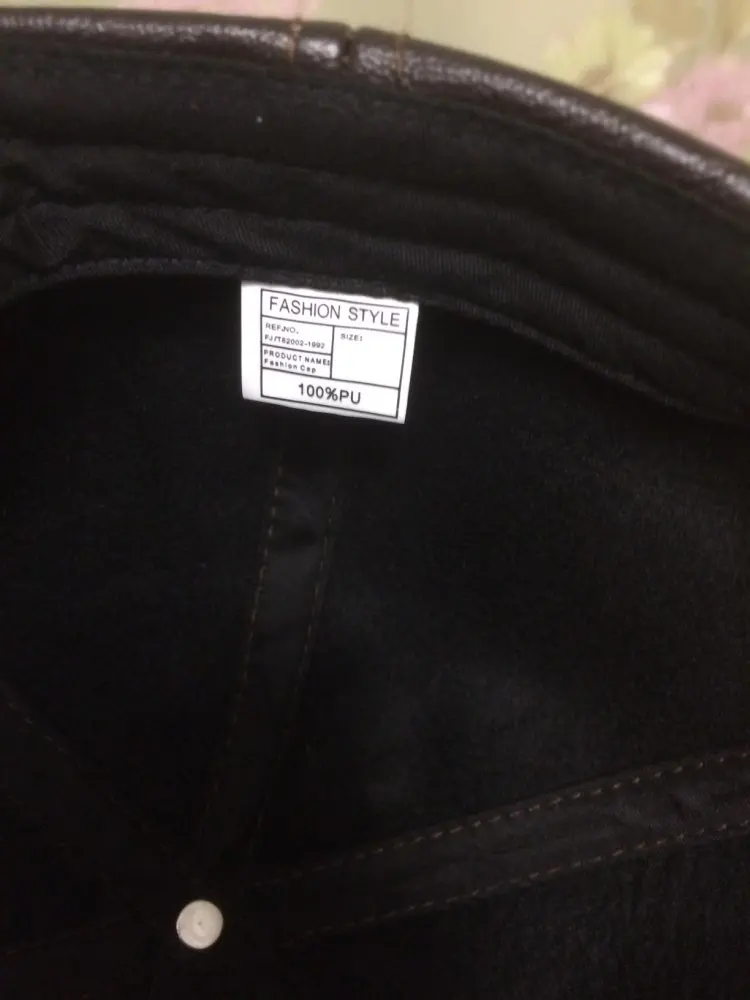 FASHION STYLE
REF.NO.
FJ/T82002-1992
SIZE:
PRODUCT NAME:
Fashion Cap
100%PU